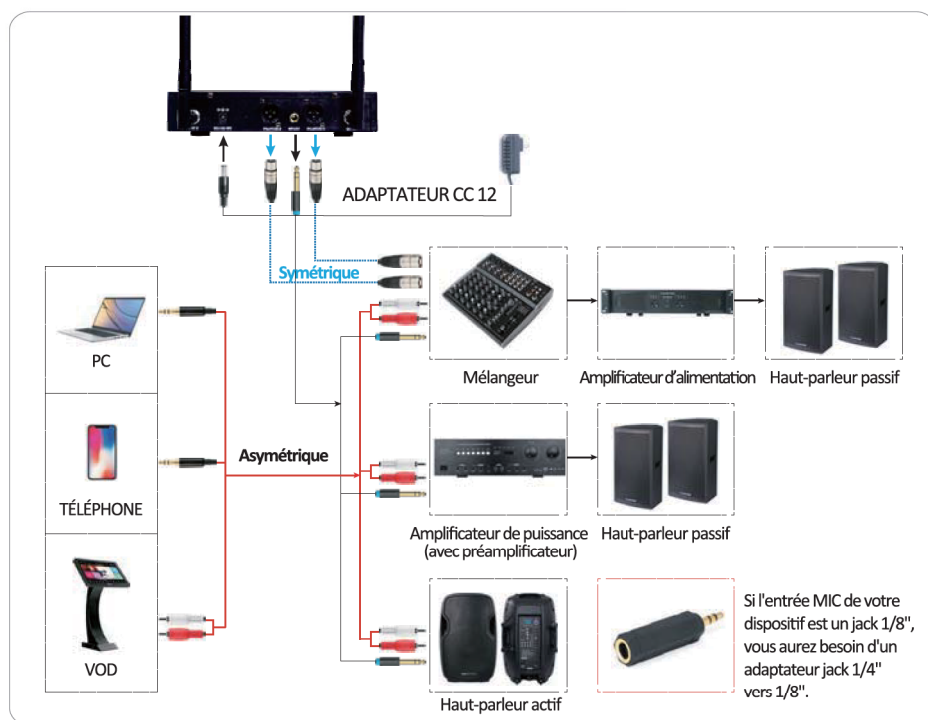 ADAPTATEUR CC 12
Symétrique
PC
TÉLÉPHONE
VOD
Asymétrique
Mélangeur
Amplificateur d'alimentation
Haut-parleur passif
Amplificateur de puissance
(avec préamplificateur)
Haut-parleur passif
Haut-parleur actif
Si l'entrée MIC de votre
dispositif est un jack 1/8",
vous aurez besoin d'un
adaptateur jack 1/4"
vers 1/8".